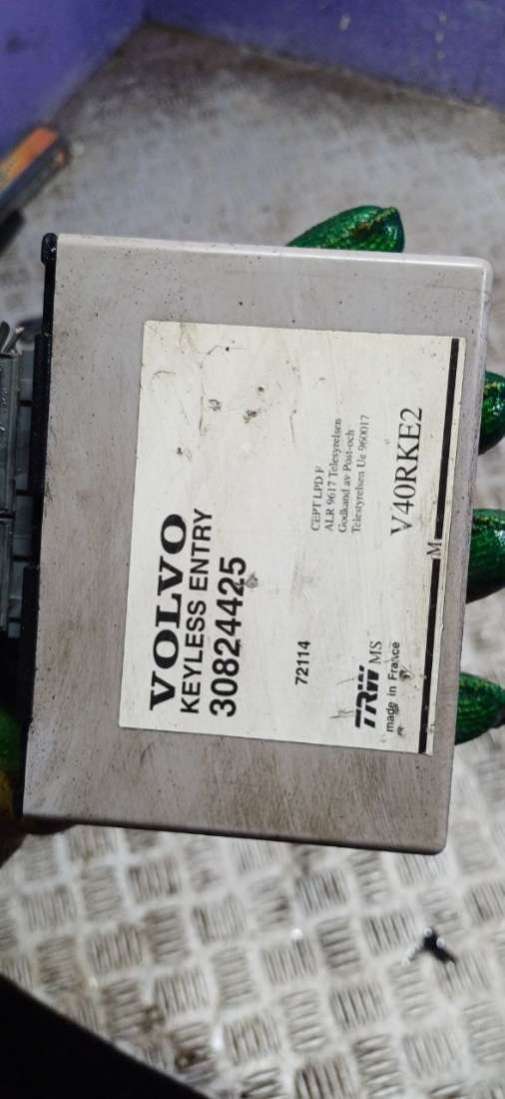 VOLVO
KEYLESS ENTRY
30824425
72114
CEPT LPD F
ALR 9617 Telestyrelsen
Godkand av Post-och
Telestyrelsen Ue 960017
TRW MS
made in France
V40RKE2
M